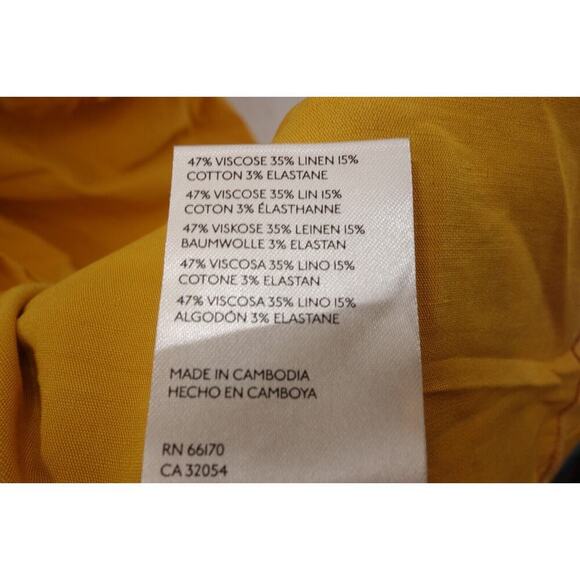 47% VISCOSE 35% LINEN 15%
COTTON 3% ELASTANE
47% VISCOSE 35% LIN 15%
COTON 3% ÉLASTHANNE
47% VISKOSE 35% LEINEN 15%
BAUMWOLLE 3% ELASTAN
47% VISCOSA 35% LINO 15%
COTONE 3% ELASTAN
47% VISCOSA 35% LINO 15%
ALGODÓN 3% ELASTANE
MADE IN CAMBODIA
HECHO EN CAMBOYA
RN 66170
CA 32054